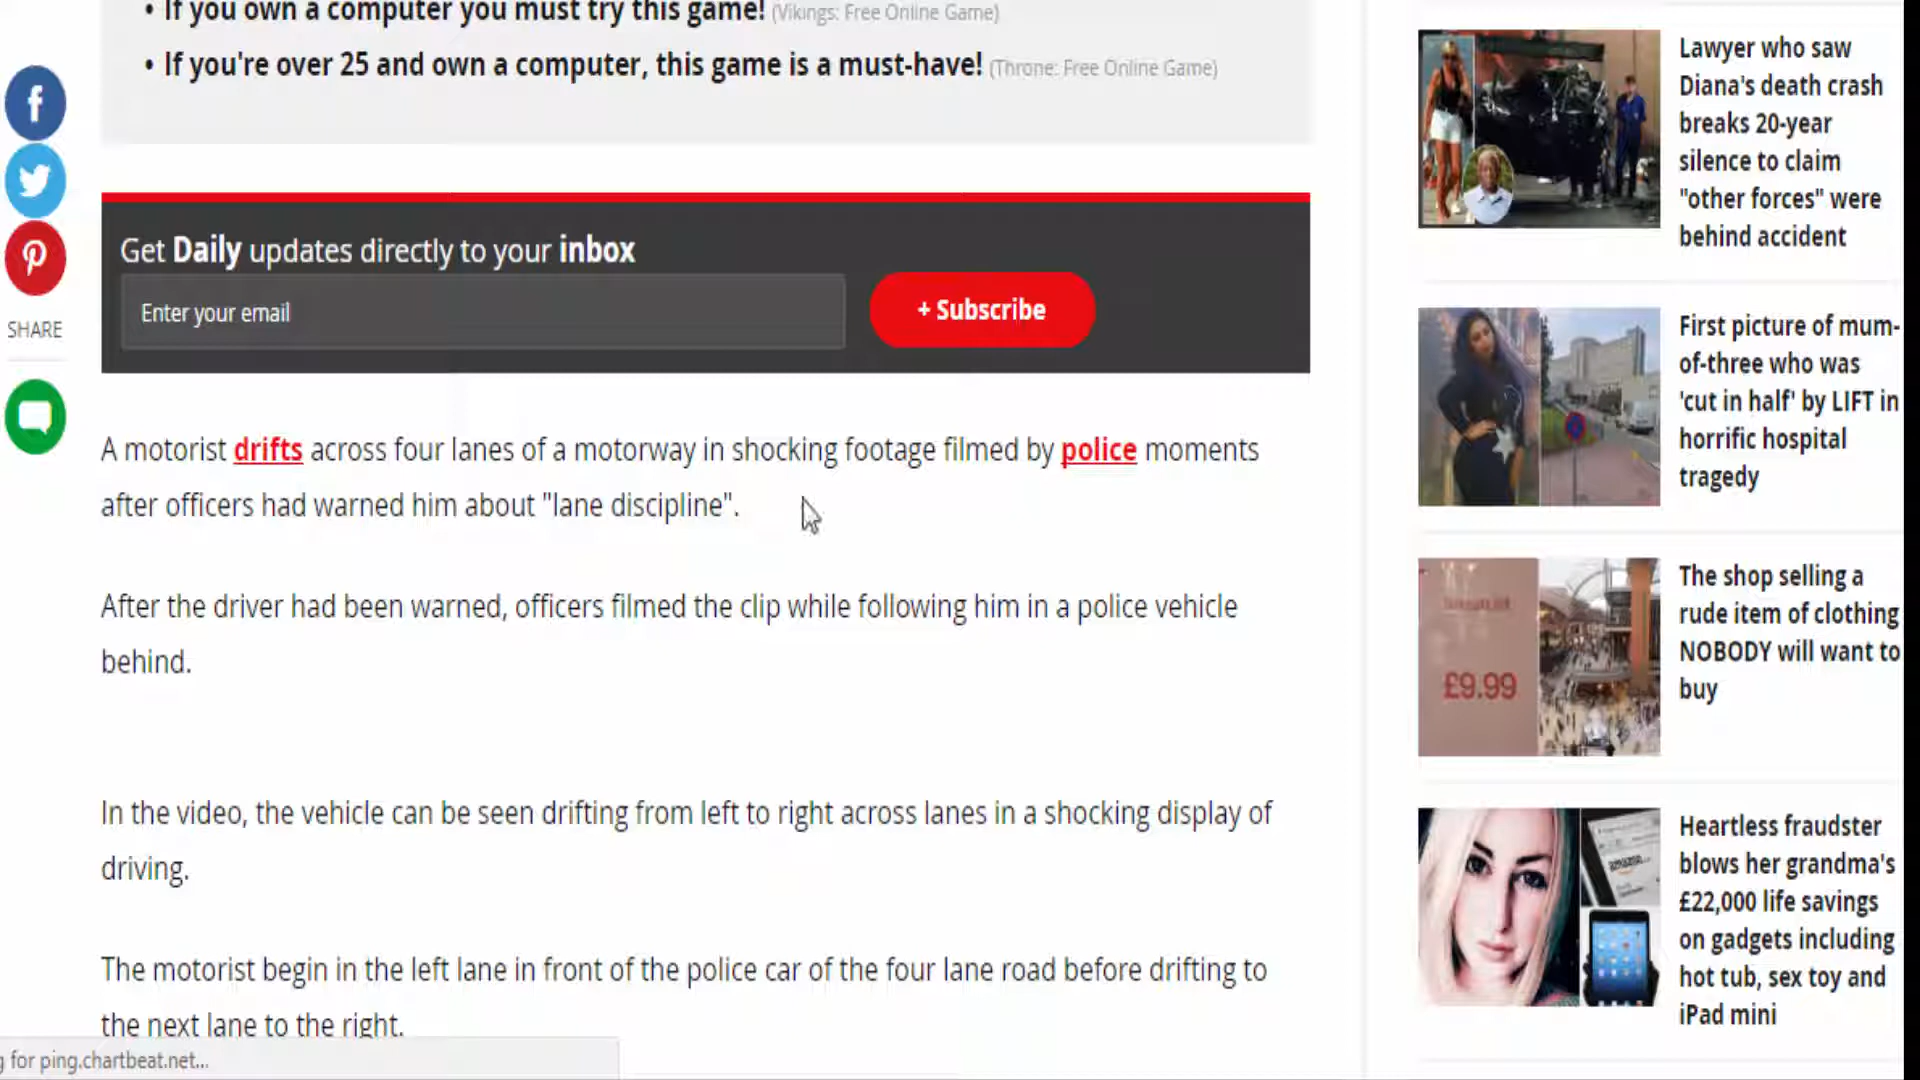 • If you own a computer you must try this game! (Vikings: Free Online Game)
• If you're over 25 and own a computer, this game is a must-have! (Throne: Free Online Game)
SHARE
Get Daily updates directly to your inbox
Enter your email
+ Subscribe
A motorist drifts across four lanes of a motorway in shocking footage filmed by police moments
after officers had warned him about "lane discipline".
After the driver had been warned, officers filmed the clip while following him in a police vehicle
behind.
In the video, the vehicle can be seen drifting from left to right across lanes in a shocking display of
driving.
The motorist begin in the left lane in front of the police car of the four lane road before drifting to
the next lane to the right.
g for ping.chartbeat.net...
Lawyer who saw
Diana's death crash
breaks 20-year
silence to claim
"other forces" were
behind accident
First picture of mum-
of-three who was
'cut in half' by LIFT in
horrific hospital
tragedy
£9.99
The shop selling a
rude item of clothing
NOBODY will want to
buy
amazon
Heartless fraudster
blows her grandma's
£22,000 life savings
on gadgets including
hot tub, sex toy and
iPad mini